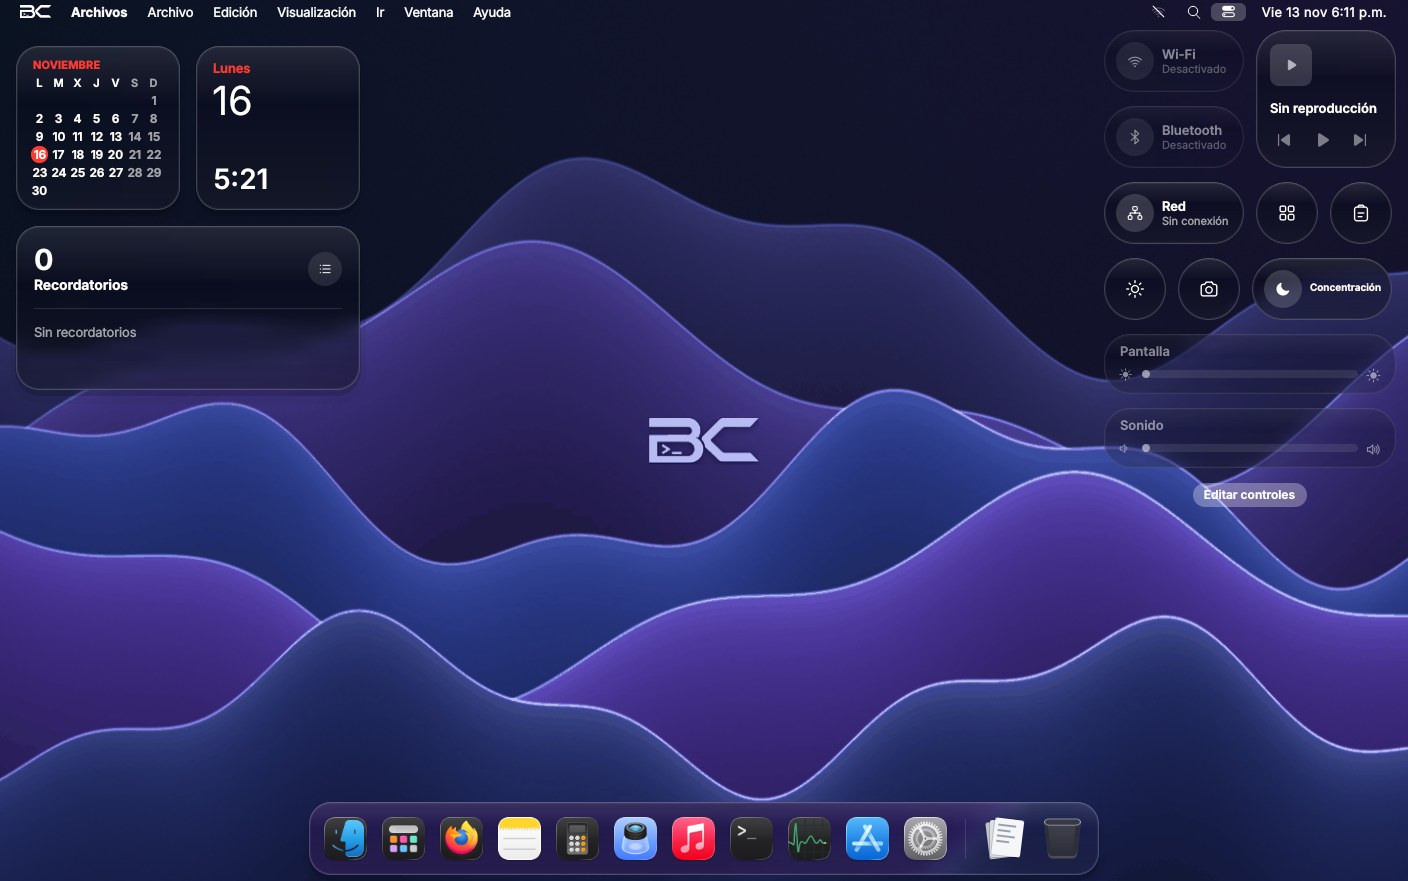 BC Archivos Archivo Edición Visualización Ir Ventana Ayuda
Vie 13 nov 6:11 p.m.
NOVIEMBRE
L M X J V S D
1
2 3 4 5 6 7 8
9 10 11 12 13 14 15
16 17 18 19 20 21 22
23 24 25 26 27 28 29
30
Lunes
16
5:21
0
Recordatorios
Sin recordatorios
Wi-Fi
Desactivado
Bluetooth
Desactivado
Sin reproducción
Red
Sin conexión
Concentración
Pantalla
Sonido
Editar controles
BC
>_
>_